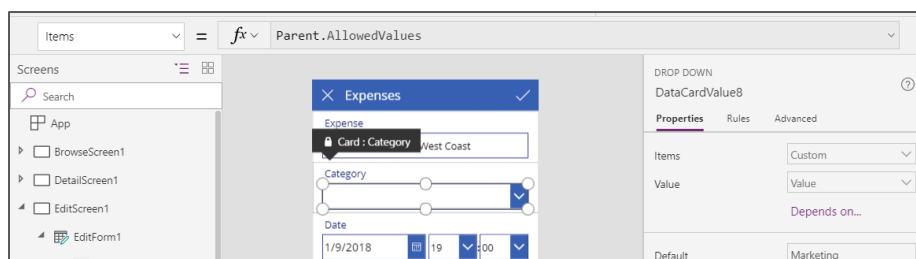 Items = fx Parent.AllowedValues
Screens
Search
App
BrowseScreen1
DetailScreen1
EditScreen1
EditForm1
Expenses
Expense
Card : Category
West Coast
Category
Date
1/9/2018 19 : 00
DROP DOWN
DataCardValue8
Properties Rules Advanced
Items Custom
Value Value
Depends on...
Default Marketing